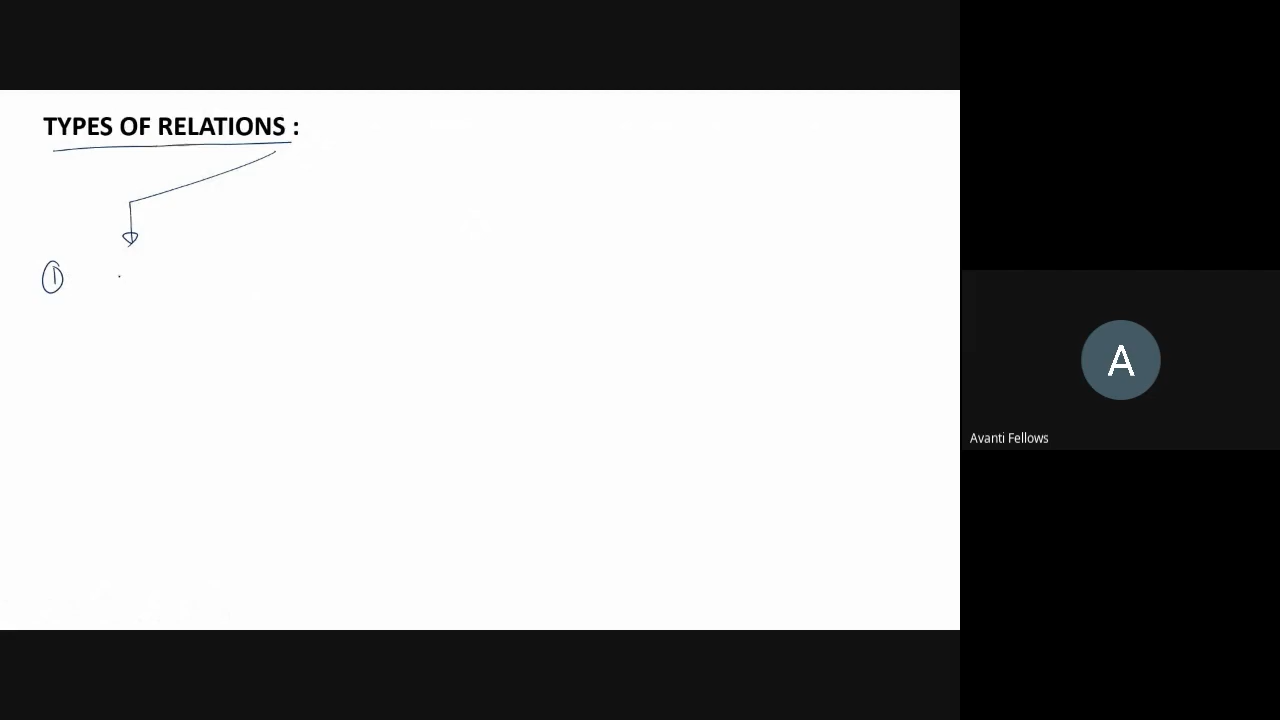 TYPES OF RELATIONS :
①
A
Avanti Fellows